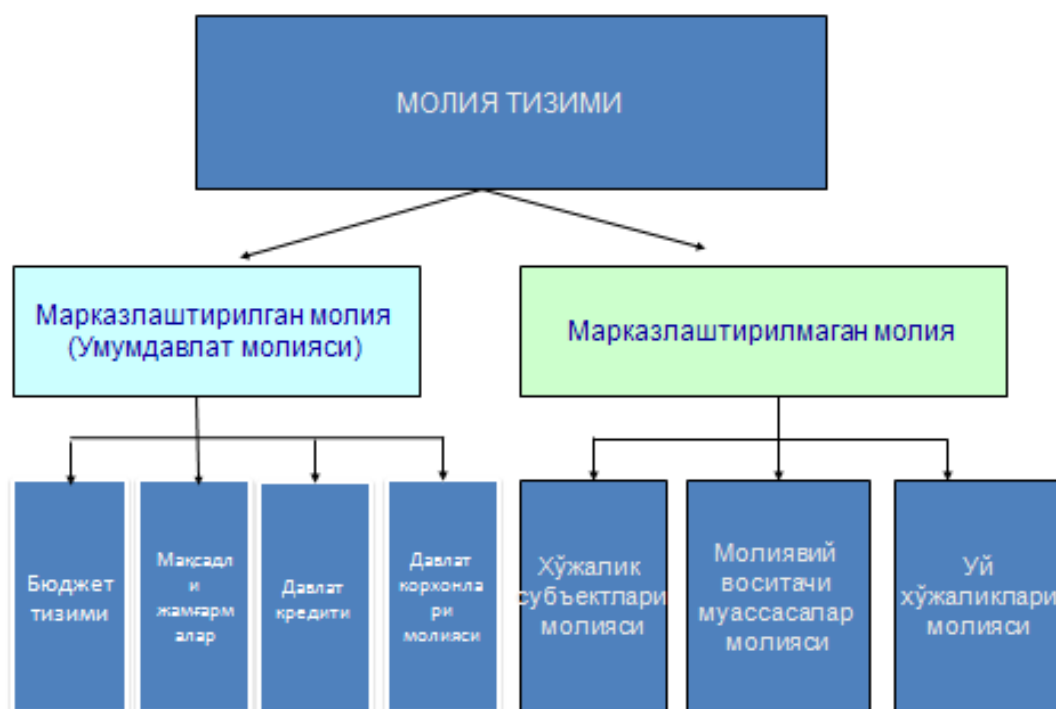 МОЛИЯ ТИЗИМИ
Марказлаштирилган молия
(Умумдавлат молияси)
Марказлаштирилмаган молия
Бюджет
тизими
Мақсадл
и
жамғарм
алар
Давлат
кредити
Давлат
корхонла
ри
молияси
Хўжалик
субъектлари
молияси
Молиявий
воситачи
муассасалар
молияси
Уй
хўжаликлари
молияси